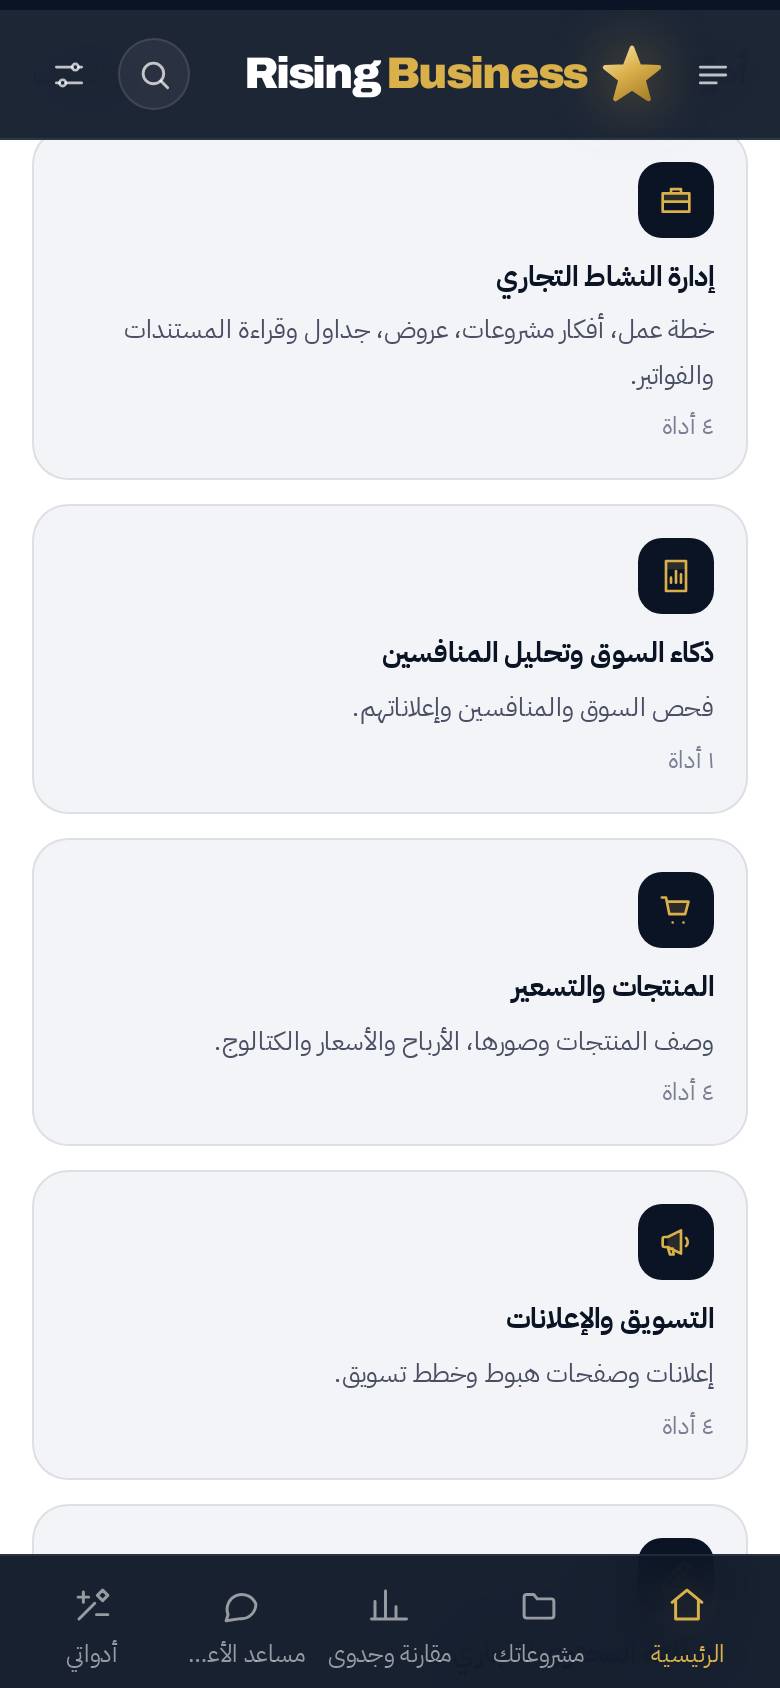 Rising Business
إدارة النشاط التجاري
خطة عمل، أفكار مشروعات، عروض، جداول وقراءة المستندات
والفواتير.
٤ أداة
ذكاء السوق وتحليل المنافسين
فحص السوق والمنافسين وإعلاناتهم.
١ أداة
المنتجات والتسعير
وصف المنتجات وصورها، الأرباح والأسعار والكتالوج.
٤ أداة
التسويق والإعلانات
إعلانات وصفحات هبوط وخطط تسويق.
٤ أداة
الرئيسية
مشروعاتك
مقارنة وجدوى
مساعد الأعـ...
أدواتي